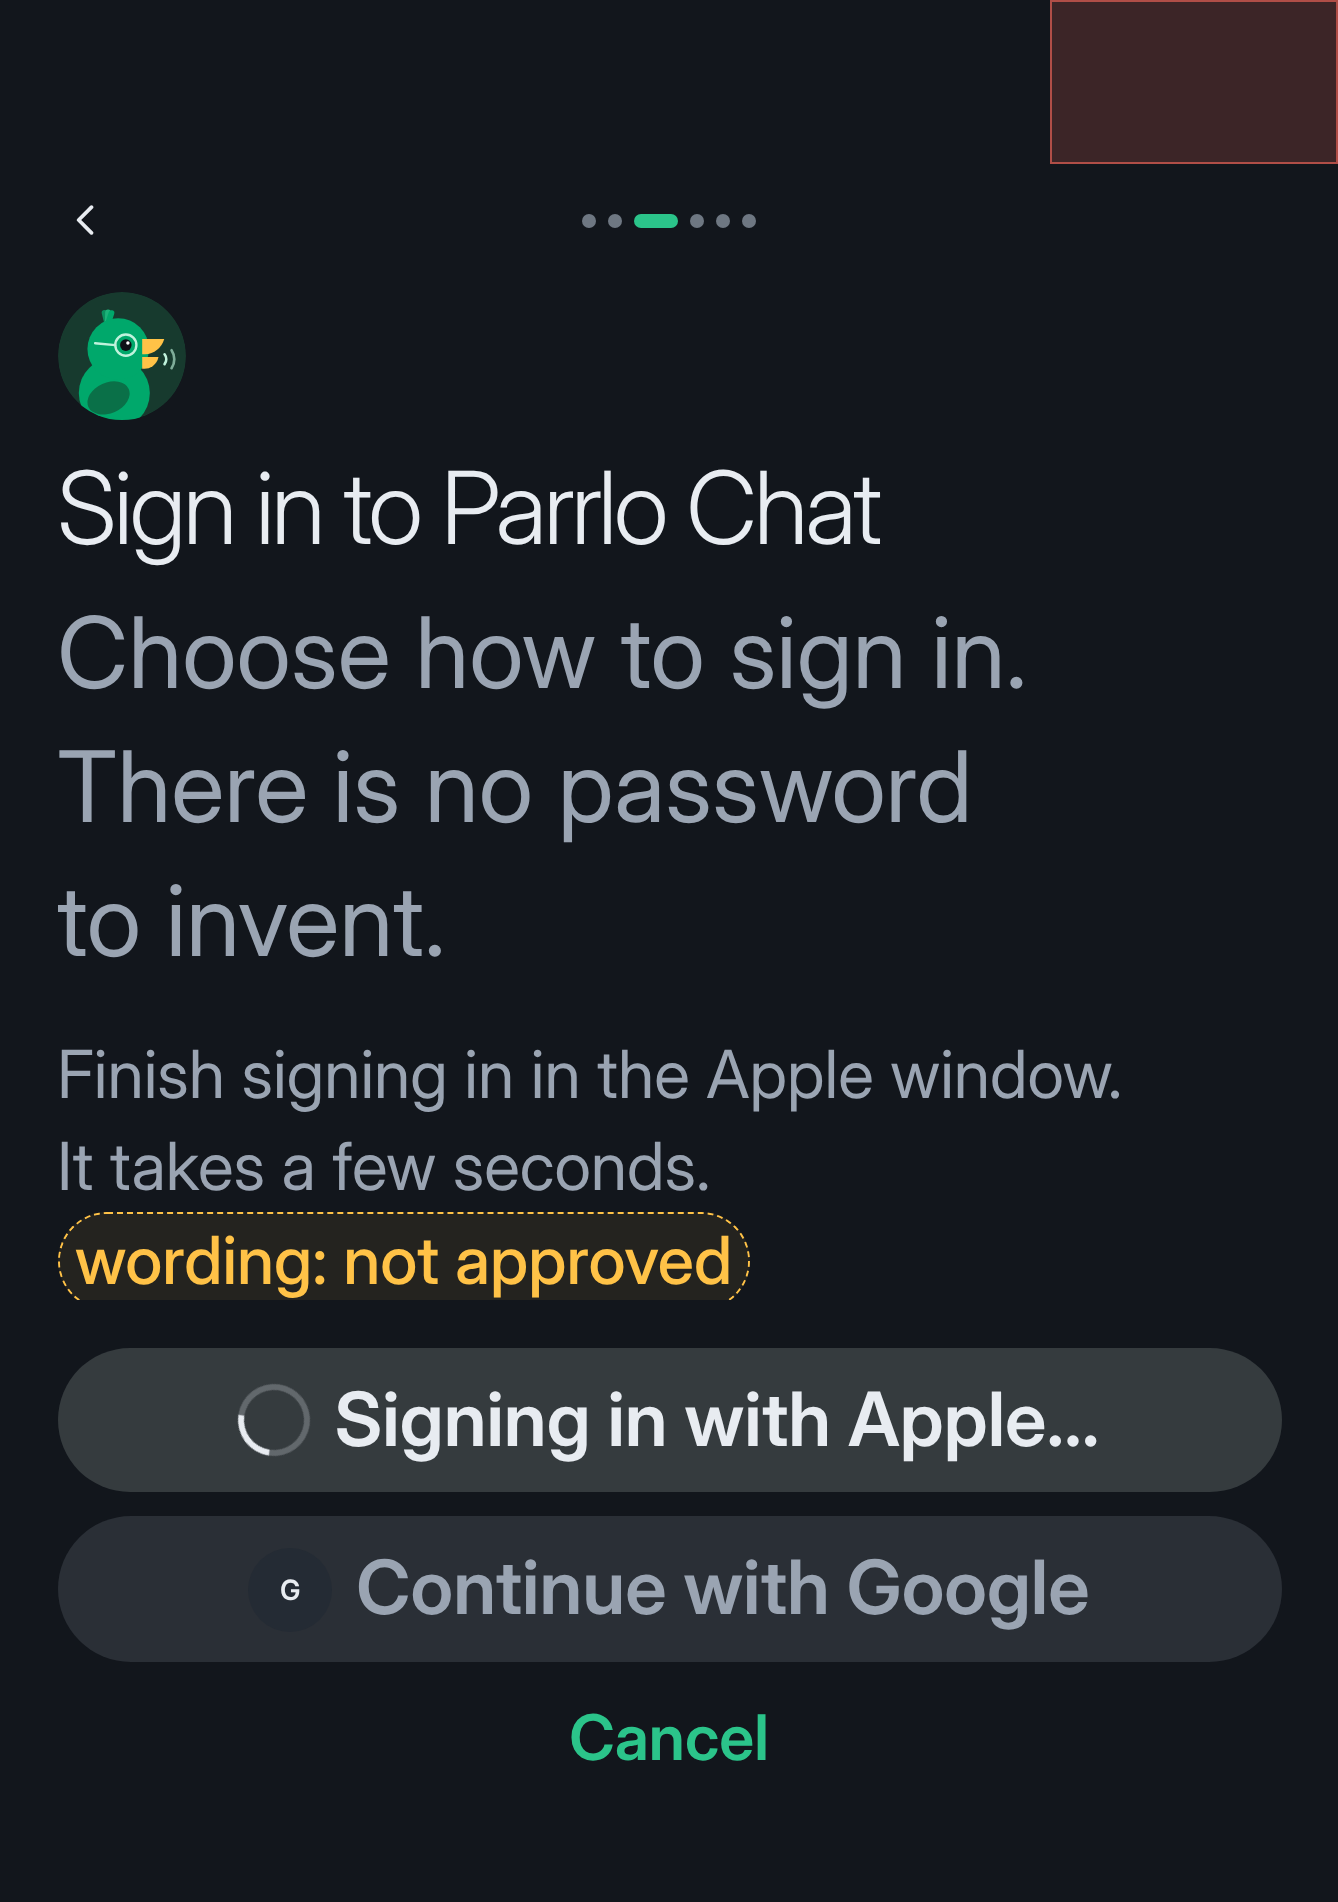 Sign in to Parrlo Chat
Choose how to sign in.
There is no password
to invent.
Finish signing in in the Apple window.
It takes a few seconds.
wording: not approved
Signing in with Apple...
G Continue with Google
Cancel